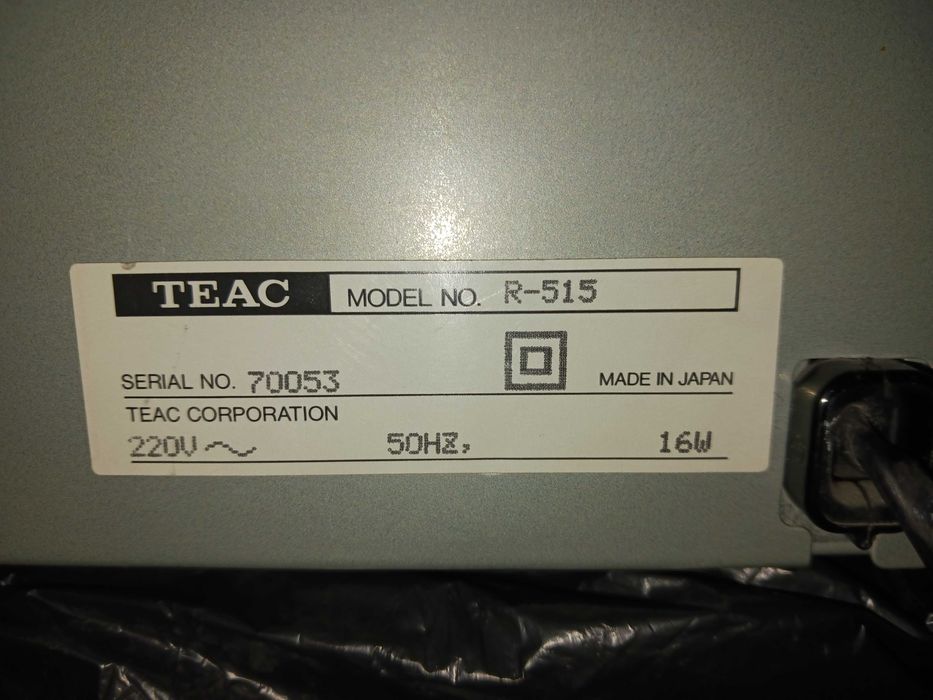 TEAC MODEL NO. R-515
SERIAL NO. 70053 MADE IN JAPAN
TEAC CORPORATION
220V ~ 50HZ, 16W